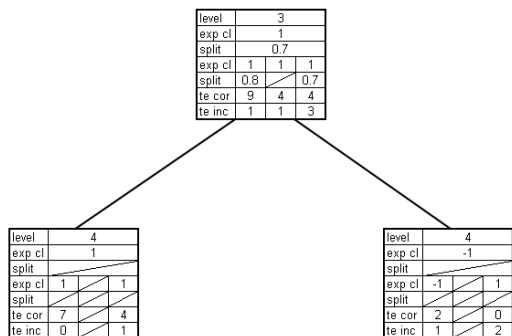 level 3
exp cl 1
split 0.7
exp cl 1 1 1
split 0.8 0.7
te cor 9 4 4
te inc 1 1 3
level 4
exp cl 1
split
exp cl 1 1
split
te cor 7 4
te inc 0 1
level 4
exp cl -1
split
exp cl -1 1
split
te cor 2 0
te inc 1 2